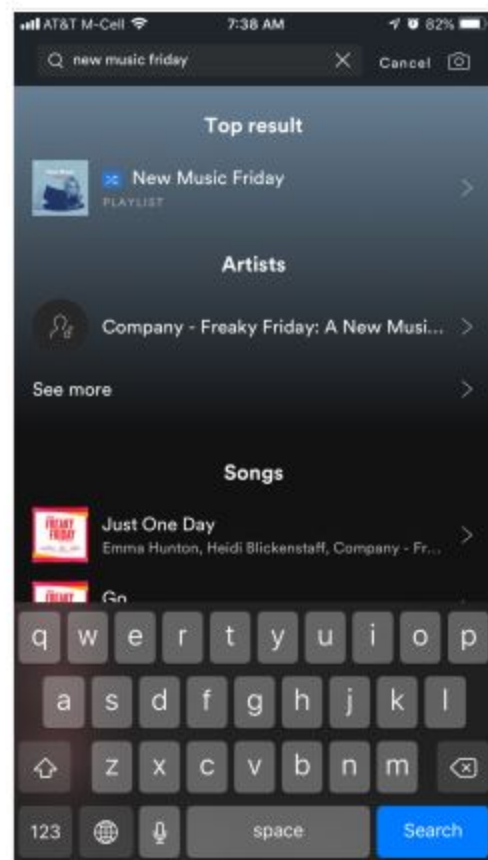 AT&T M-Cell 7:38 AM 82%
new music friday Cancel
Top result
New Music Friday
PLAYLIST
Artists
Company - Freaky Friday: A New Musi...
See more
Songs
FREAKY FRIDAY
Just One Day
Emma Hunton, Heidi Blickenstaff, Company - Fr...
Go
q w e r t y u i o p
a s d f g h j k l
z x c v b n m
123 space Search